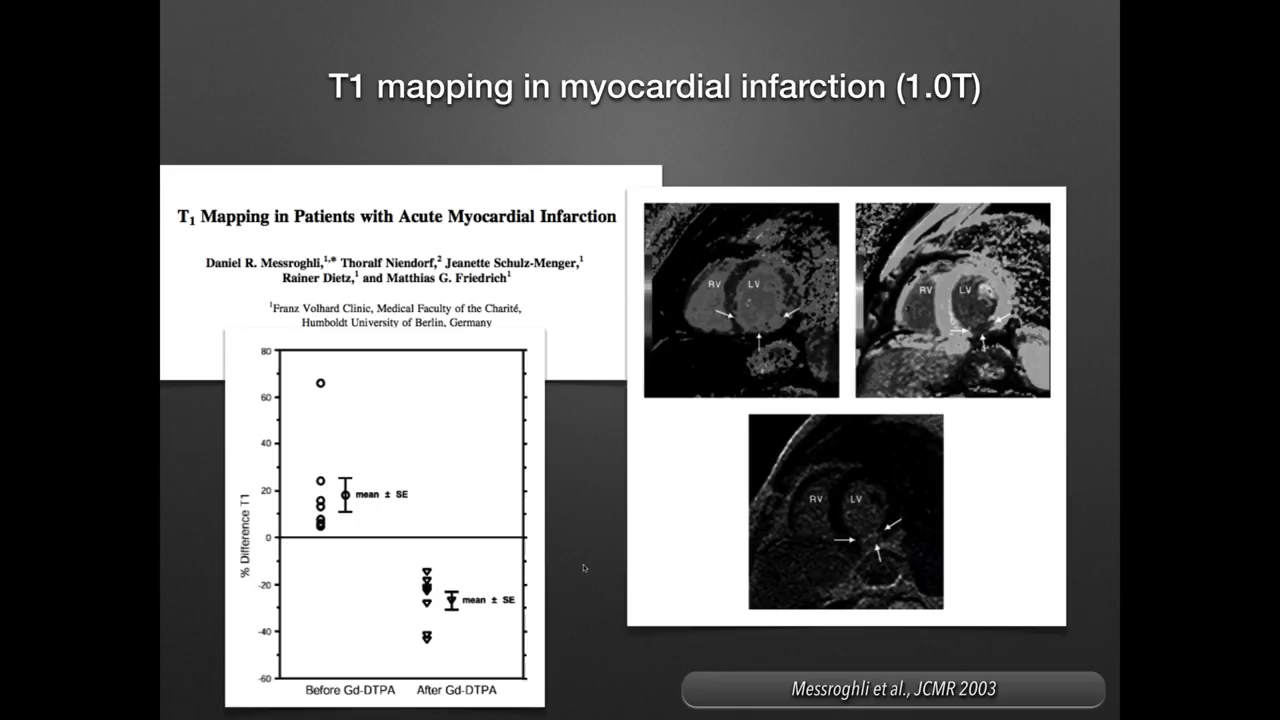 T1 mapping in myocardial infarction (1.0T)
T1 Mapping in Patients with Acute Myocardial Infarction
Daniel R. Messroghli,1,* Thoralf Niendorf,2 Jeanette Schulz-Menger,1
Rainer Dietz,1 and Matthias G. Friedrich1
1Franz Volhard Clinic, Medical Faculty of the Charité,
Humboldt University of Berlin, Germany
80
60
40
20
0
-20
-40
-60
% Difference T1
mean ± SE
mean ± SE
Before Gd-DTPA
After Gd-DTPA
RV LV
RV LV
RV LV
Messroghli et al., JCMR 2003